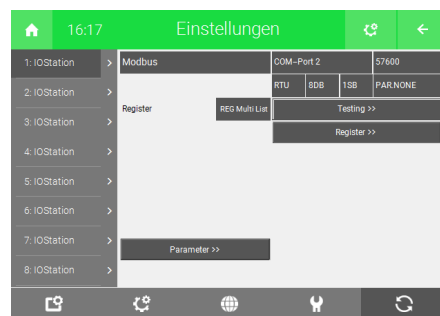 16:17 Einstellungen
1: IOStation
2: IOStation
3: IOStation
4: IOStation
5: IOStation
6: IOStation
7: IOStation
8: IOStation
Modbus COM-Port 2 57600
RTU 8DB 1SB PAR.NONE
Register REG Multi List Testing >>
Register >>
Parameter >>